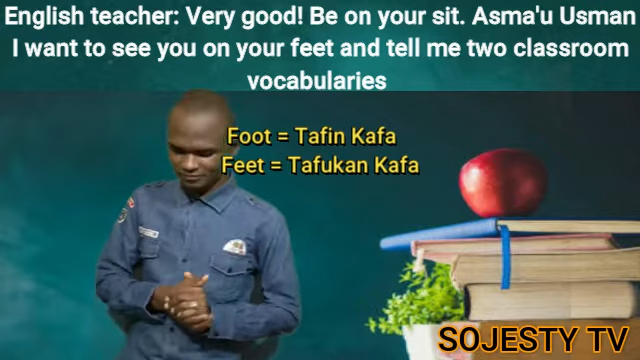 English teacher: Very good! Be on your sit. Asma'u Usman
I want to see you on your feet and tell me two classroom
vocabularies
Foot = Tafin Kafa
Feet = Tafukan Kafa
SOJESTY TV